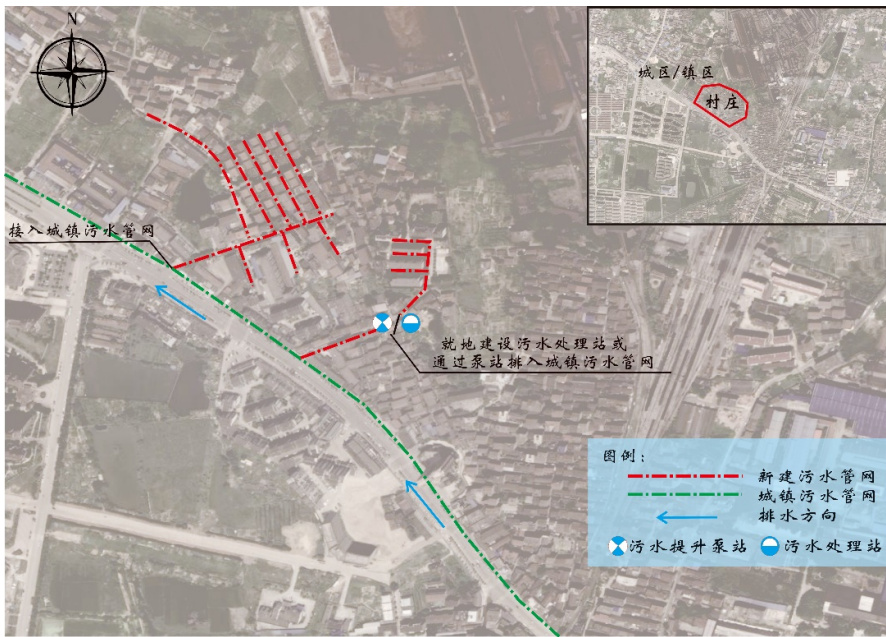 N
城区/镇区
村庄
接入城镇污水管网
就地建设污水处理站或
通过泵站排入城镇污水管网
图例：
新建污水管网
城镇污水管网
排水方向
污水提升泵站 污水处理站